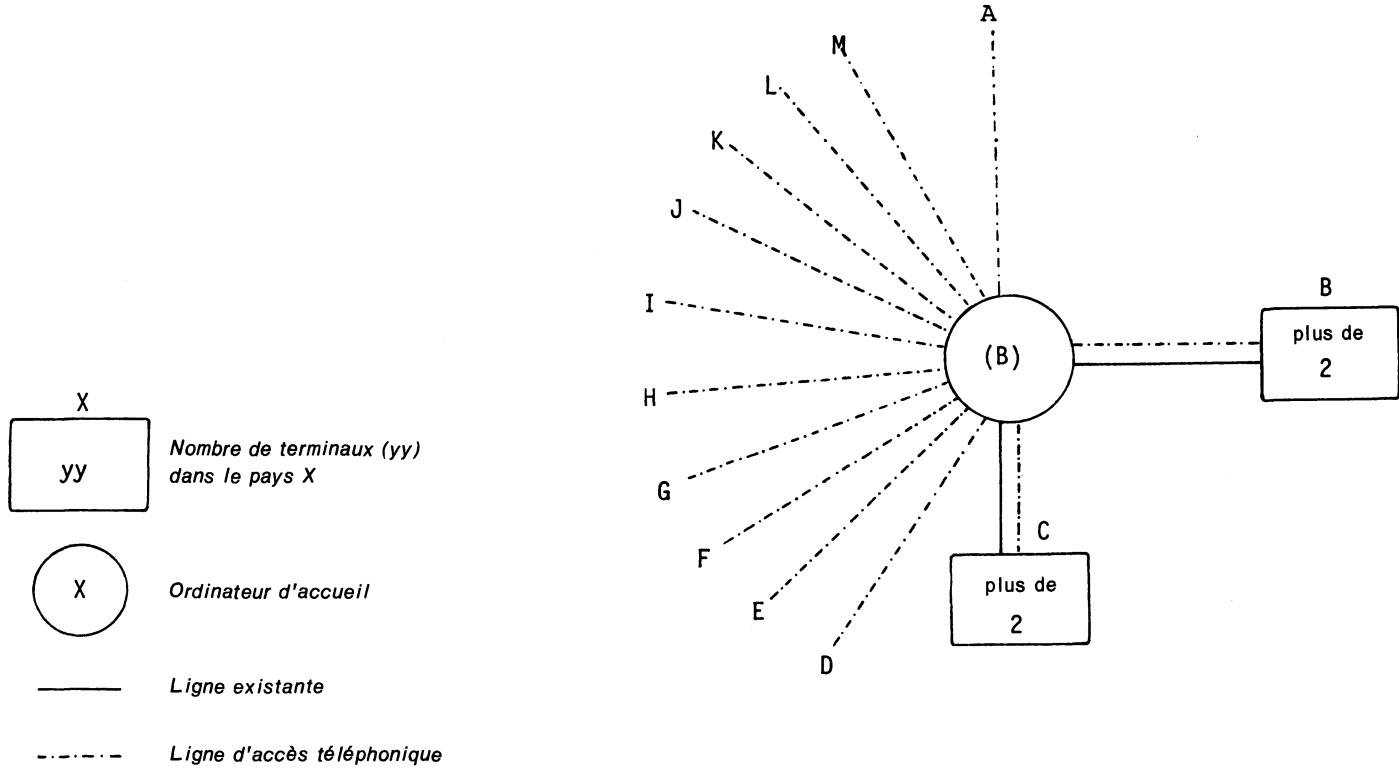 A
M
L
K
J
I
H
G
F
E
D
(B)
B
plus de
2
C
plus de
2
X
yy
Nombre de terminaux (yy)
dans le pays X
X
Ordinateur d'accueil
Ligne existante
Ligne d'accès téléphonique